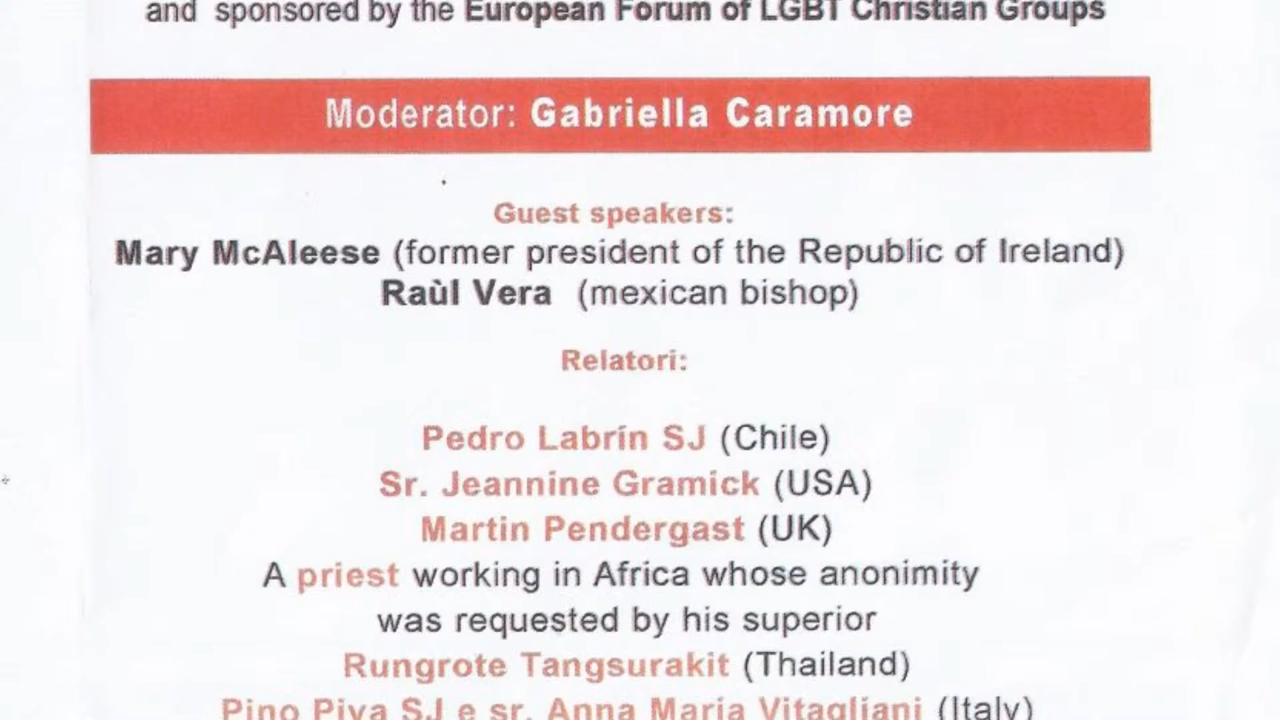 and sponsored by the European Forum of LGBT Christian Groups
Moderator: Gabriella Caramore
Guest speakers:
Mary McAleese (former president of the Republic of Ireland)
Raùl Vera (mexican bishop)
Relatori:
Pedro Labrín SJ (Chile)
Sr. Jeannine Gramick (USA)
Martin Pendergast (UK)
A priest working in Africa whose anonimity
was requested by his superior
Rungrote Tangsurakit (Thailand)
Pino Piva SJ e sr. Anna Maria Vitagliani (Italy)